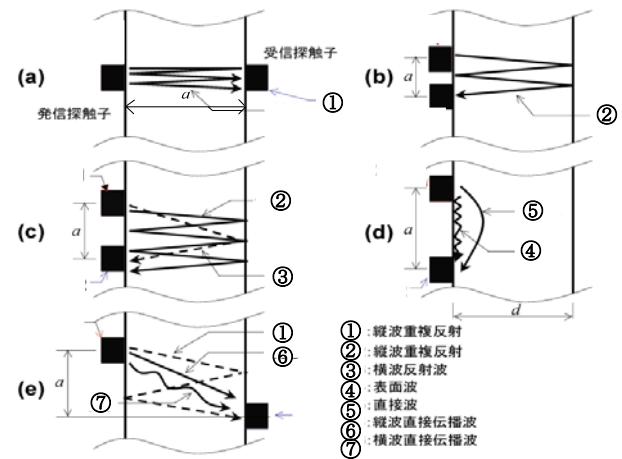 受信探触子
(a)
a
①
発信探触子
(b)
a
②
(c)
a
②
③
(d)
a
⑤
④
d
(e)
a
①
⑥
⑦
①:縦波重複反射
②:縦波重複反射
③:横波反射波
④:表面波
⑤:直接波
⑥:縦波直接伝播波
⑦:横波直接伝播波